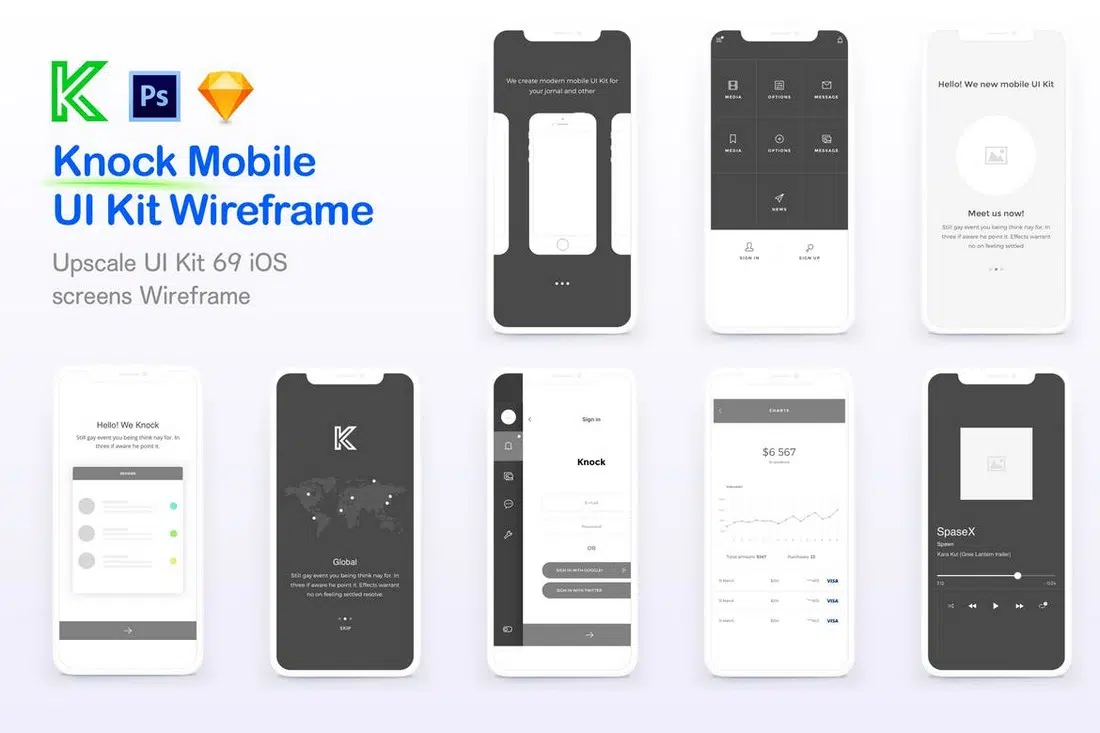 Ps
Knock Mobile
UI Kit Wireframe
Upscale UI Kit 69 iOS
screens Wireframe
We create modern mobile UI Kit for
your jornal and other
MEDIA
OPTIONS
MESSAGE
MEDIA
OPTIONS
MESSAGE
NEWS
SIGN IN
SIGN UP
Hello! We new mobile UI Kit
Meet us now!
Still gay event you being think nay for. In
three if aware he point it. Effects warrant
no on feeling settled
Hello! We Knock
Still gay event you being think nay for. In
three if aware he point it.
K
Global
Still gay event you being think nay for. In
three if aware he point it. Effects warrant
no on feeling settled resolve.
SKIP
Sign in
Knock
E-mail
Password
OR
SIGN IN WITH GOOGLE+
SIGN IN WITH TWITTER
CHARTS
$6 567
Total amount: $567
Purchases: 23
VISA
VISA
VISA
SpaseX
Spawn
Kara Kul (Gree Lantern trailer)